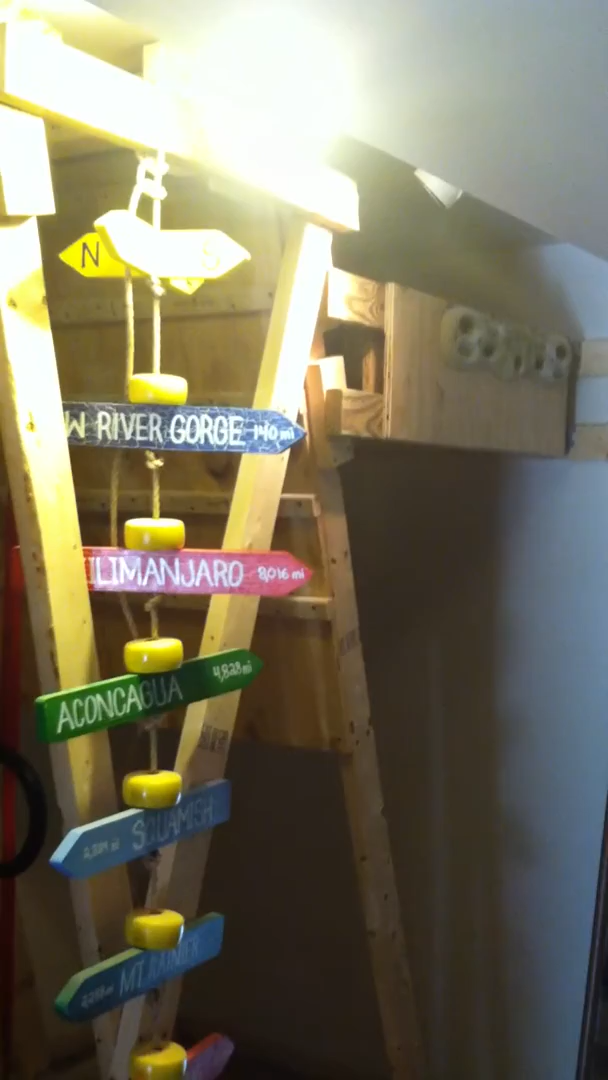 N
S
W RIVER GORGE 140 mi
ILIMANJARO 8,016 mi
ACONCAGUA 4,828 mi
SQUAMISH
MT. RAINIER